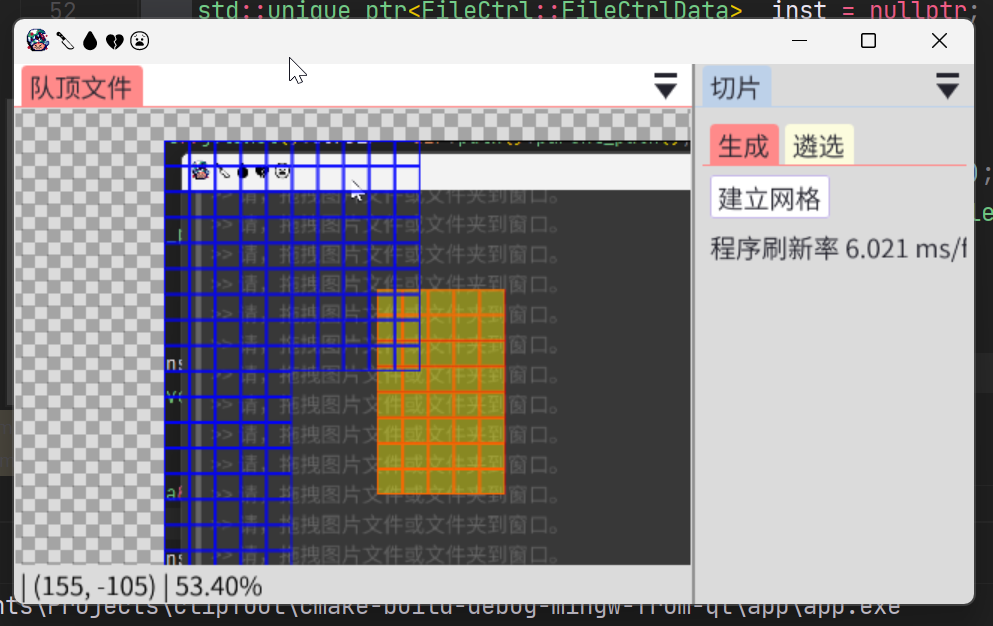 52 std::unique_ptr<FileCtrl::FileCtrlData> _inst = nullptr;
队顶文件
切片
生成 遴选
建立网格
程序刷新率 6.021 ms/f
>> 请，拖拽图片文件或文件夹到窗口。
>> 请，拖拽图片文件或文件夹到窗口。
>> 请，拖拽图片文件或文件夹到窗口。
>> 请，拖拽图片文件或文件夹到窗口。
>> 请，拖拽图片文件或文件夹到窗口。
>> 请，拖拽图片文件或文件夹到窗口。
>> 请，拖拽图片文件或文件夹到窗口。
>> 请，拖拽图片文件或文件夹到窗口。
>> 请，拖拽图片文件或文件夹到窗口。
>> 请，拖拽图片文件或文件夹到窗口。
>> 请，拖拽图片文件或文件夹到窗口。
>> 请，拖拽图片文件或文件夹到窗口。
>> 请，拖拽图片文件或文件夹到窗口。
| (155, -105) | 53.40%
nts\Projects\ClipTool\cmake-build-debug-mingw-from-qt\app\app.exe